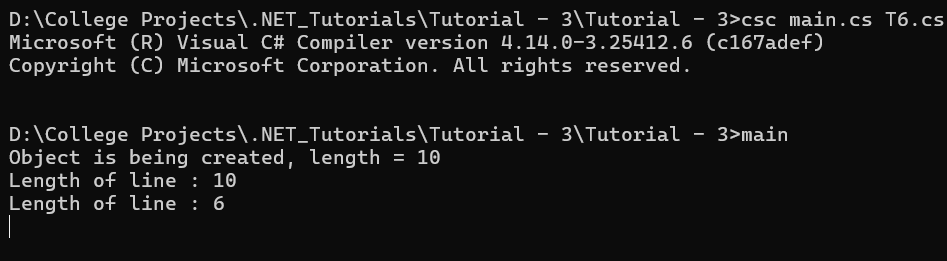 D:\College Projects\.NET_Tutorials\Tutorial - 3\Tutorial - 3>csc main.cs T6.cs
Microsoft (R) Visual C# Compiler version 4.14.0-3.25412.6 (c167adef)
Copyright (C) Microsoft Corporation. All rights reserved.
D:\College Projects\.NET_Tutorials\Tutorial - 3\Tutorial - 3>main
Object is being created, length = 10
Length of line : 10
Length of line : 6